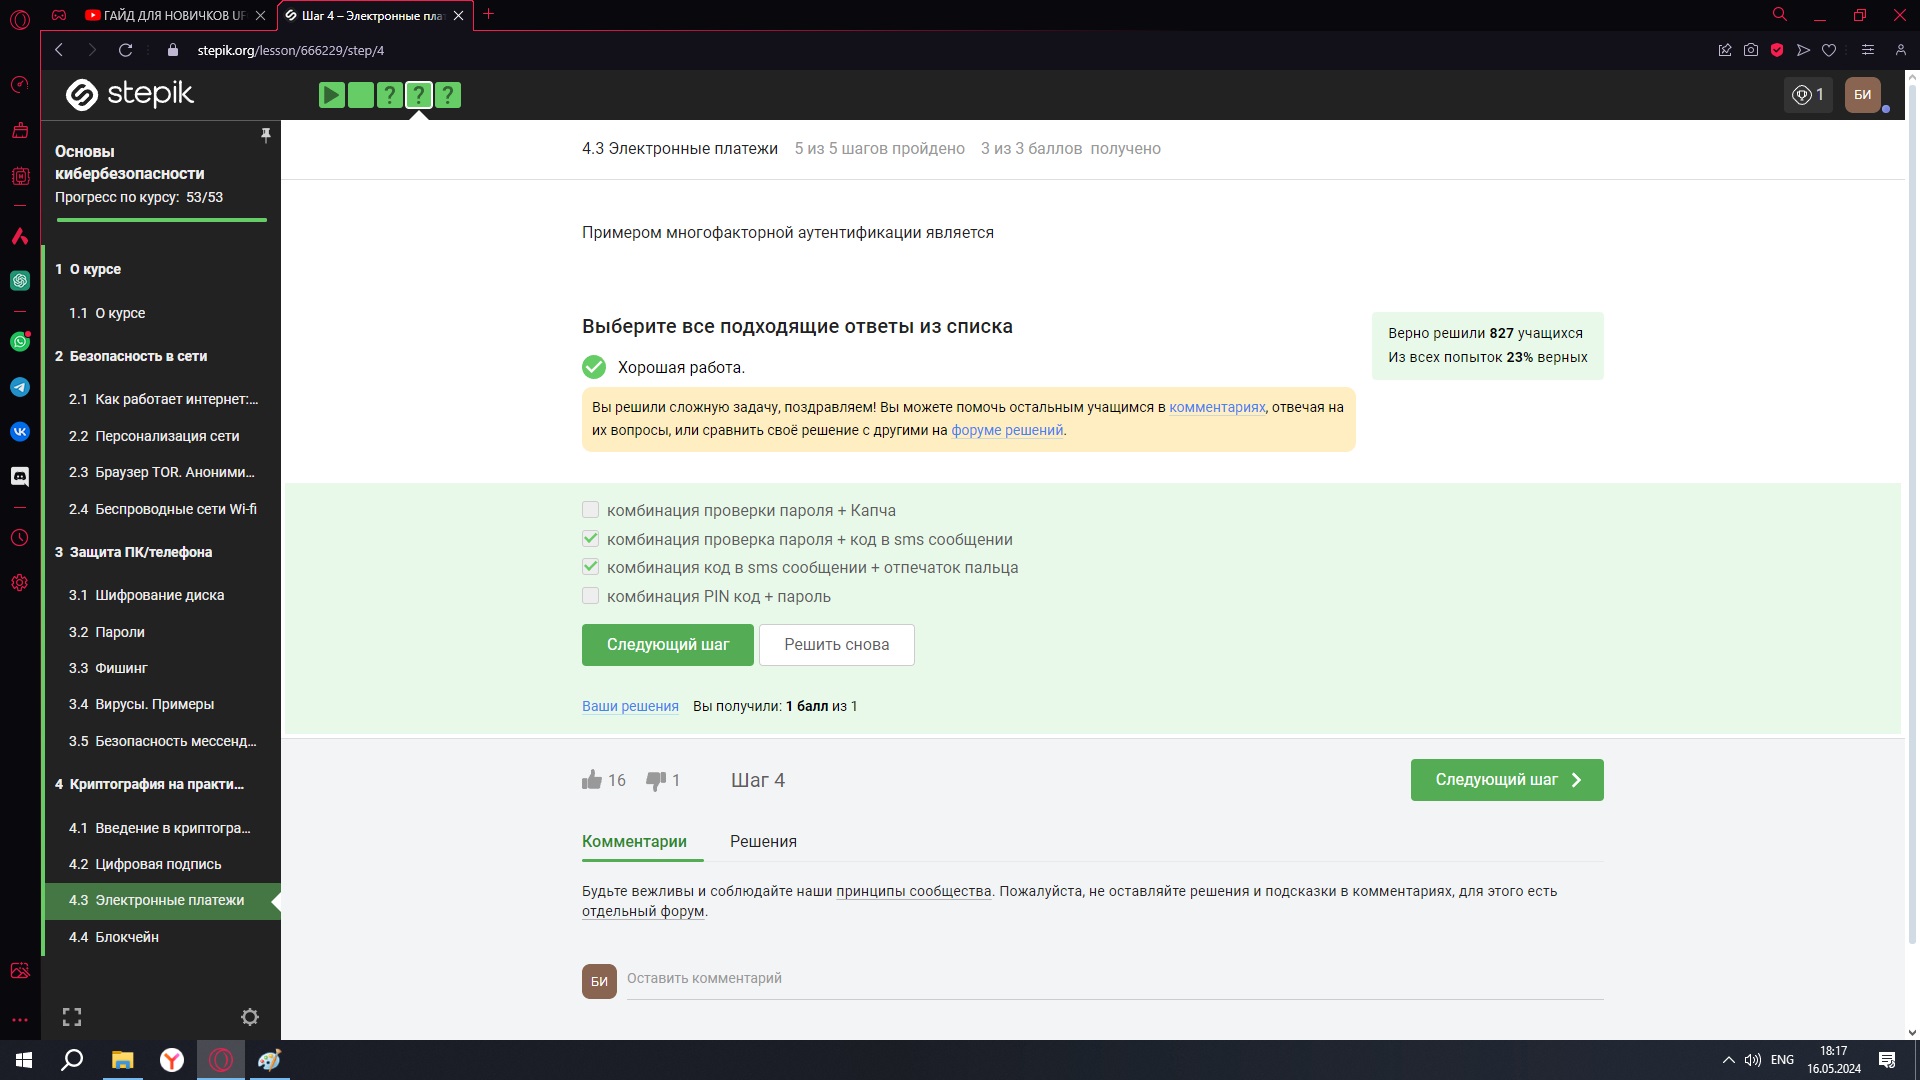 ГАЙД ДЛЯ НОВИЧКОВ UF
Шаг 4 – Электронные пла
stepik.org/lesson/666229/step/4
stepik
? ? ?
1
БИ
Основы
кибербезопасности
Прогресс по курсу: 53/53
1 О курсе
1.1 О курсе
2 Безопасность в сети
2.1 Как работает интернет:...
2.2 Персонализация сети
2.3 Браузер TOR. Аноними...
2.4 Беспроводные сети Wi-fi
3 Защита ПК/телефона
3.1 Шифрование диска
3.2 Пароли
3.3 Фишинг
3.4 Вирусы. Примеры
3.5 Безопасность мессенд...
4 Криптография на практи...
4.1 Введение в криптогра...
4.2 Цифровая подпись
4.3 Электронные платежи
4.4 Блокчейн
4.3 Электронные платежи 5 из 5 шагов пройдено 3 из 3 баллов получено
Примером многофакторной аутентификации является
Выберите все подходящие ответы из списка
Хорошая работа.
Вы решили сложную задачу, поздравляем! Вы можете помочь остальным учащимся в комментариях, отвечая на
их вопросы, или сравнить своё решение с другими на форуме решений.
Верно решили 827 учащихся
Из всех попыток 23% верных
комбинация проверки пароля + Капча
комбинация проверка пароля + код в sms сообщении
комбинация код в sms сообщении + отпечаток пальца
комбинация PIN код + пароль
Следующий шаг
Решить снова
Ваши решения Вы получили: 1 балл из 1
16 1 Шаг 4
Следующий шаг
Комментарии Решения
Будьте вежливы и соблюдайте наши принципы сообщества. Пожалуйста, не оставляйте решения и подсказки в комментариях, для этого есть
отдельный форум.
БИ
Оставить комментарий
ENG
18:17
16.05.2024